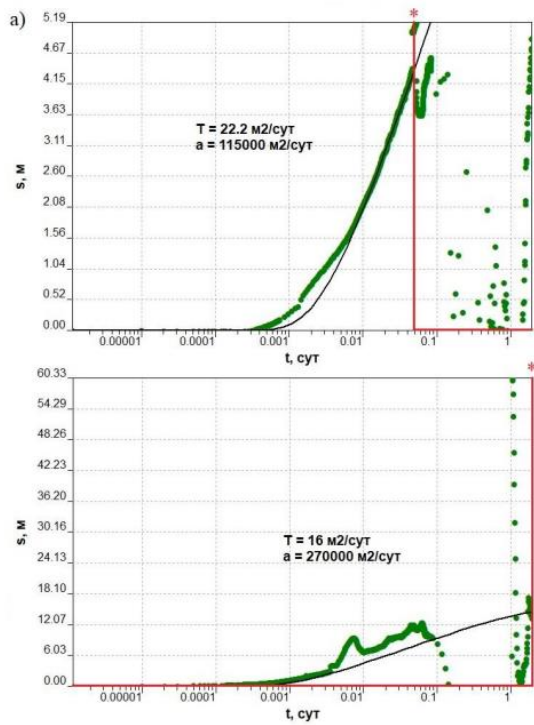 а)
*
5.19
4.67
4.15
3.63
3.11
2.60
2.08
1.56
1.04
0.52
0.00
s, м
T = 22.2 м2/сут
a = 115000 м2/сут
0.00001 0.0001 0.001 0.01 0.1 1
t, сут
*
60.33
54.29
48.26
42.23
36.20
30.16
24.13
18.10
12.07
6.03
0.00
s, м
T = 16 м2/сут
a = 270000 м2/сут
0.00001 0.0001 0.001 0.01 0.1 1
t, сут